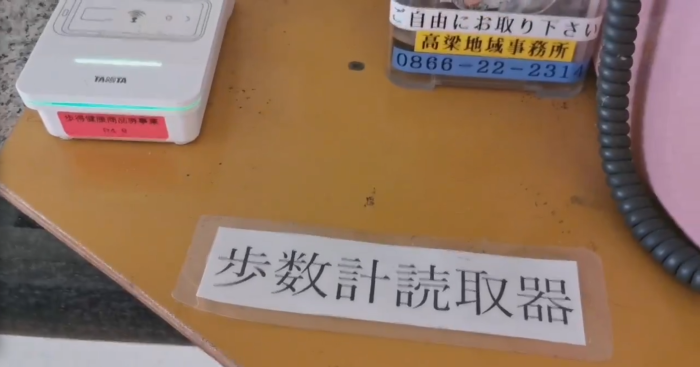 ご自由にお取り下さい
高梁地域事務所
0866-22-2314
TANITA
歩数計読取器